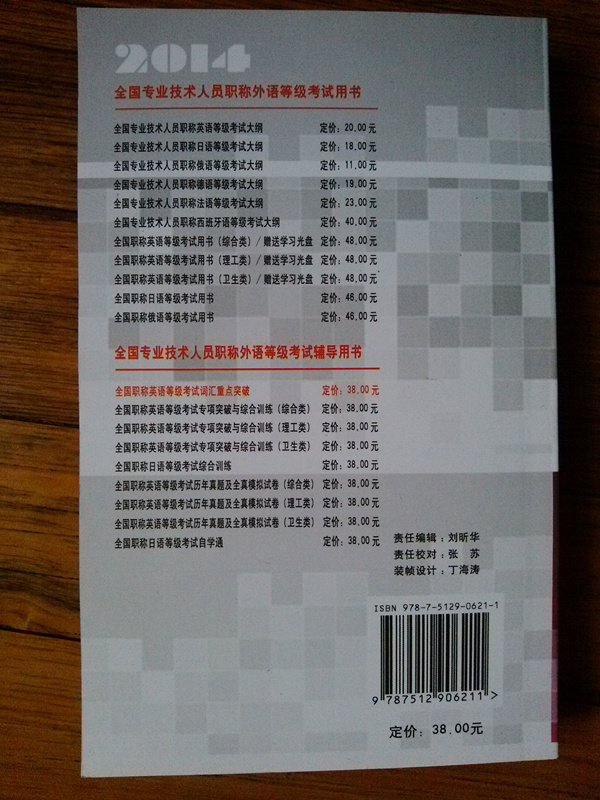 2014
全国专业技术人员职称外语等级考试用书
全国专业技术人员职称英语等级考试大纲 定价：20.00元
全国专业技术人员职称日语等级考试大纲 定价：18.00元
全国专业技术人员职称俄语等级考试大纲 定价：11.00元
全国专业技术人员职称德语等级考试大纲 定价：19.00元
全国专业技术人员职称法语等级考试大纲 定价：23.00元
全国专业技术人员职称西班牙语等级考试大纲 定价：40.00元
全国职称英语等级考试用书（综合类）/赠送学习光盘 定价：48.00元
全国职称英语等级考试用书（理工类）/赠送学习光盘 定价：48.00元
全国职称英语等级考试用书（卫生类）/赠送学习光盘 定价：48.00元
全国职称日语等级考试用书 定价：46.00元
全国职称俄语等级考试用书 定价：46.00元
全国专业技术人员职称外语等级考试辅导用书
全国职称英语等级考试词汇重点突破 定价：38.00元
全国职称英语等级考试专项突破与综合训练（综合类） 定价：38.00元
全国职称英语等级考试专项突破与综合训练（理工类） 定价：38.00元
全国职称英语等级考试专项突破与综合训练（卫生类） 定价：38.00元
全国职称日语等级考试综合训练 定价：38.00元
全国职称英语等级考试历年真题及全真模拟试卷（综合类） 定价：38.00元
全国职称英语等级考试历年真题及全真模拟试卷（理工类） 定价：38.00元
全国职称英语等级考试历年真题及全真模拟试卷（卫生类） 定价：38.00元
全国职称日语等级考试自学通 定价：38.00元
责任编辑：刘昕华
责任校对：张 苏
装帧设计：丁海涛
ISBN 978-7-5129-0621-1
9 787512 906211 >
定价：38.00元